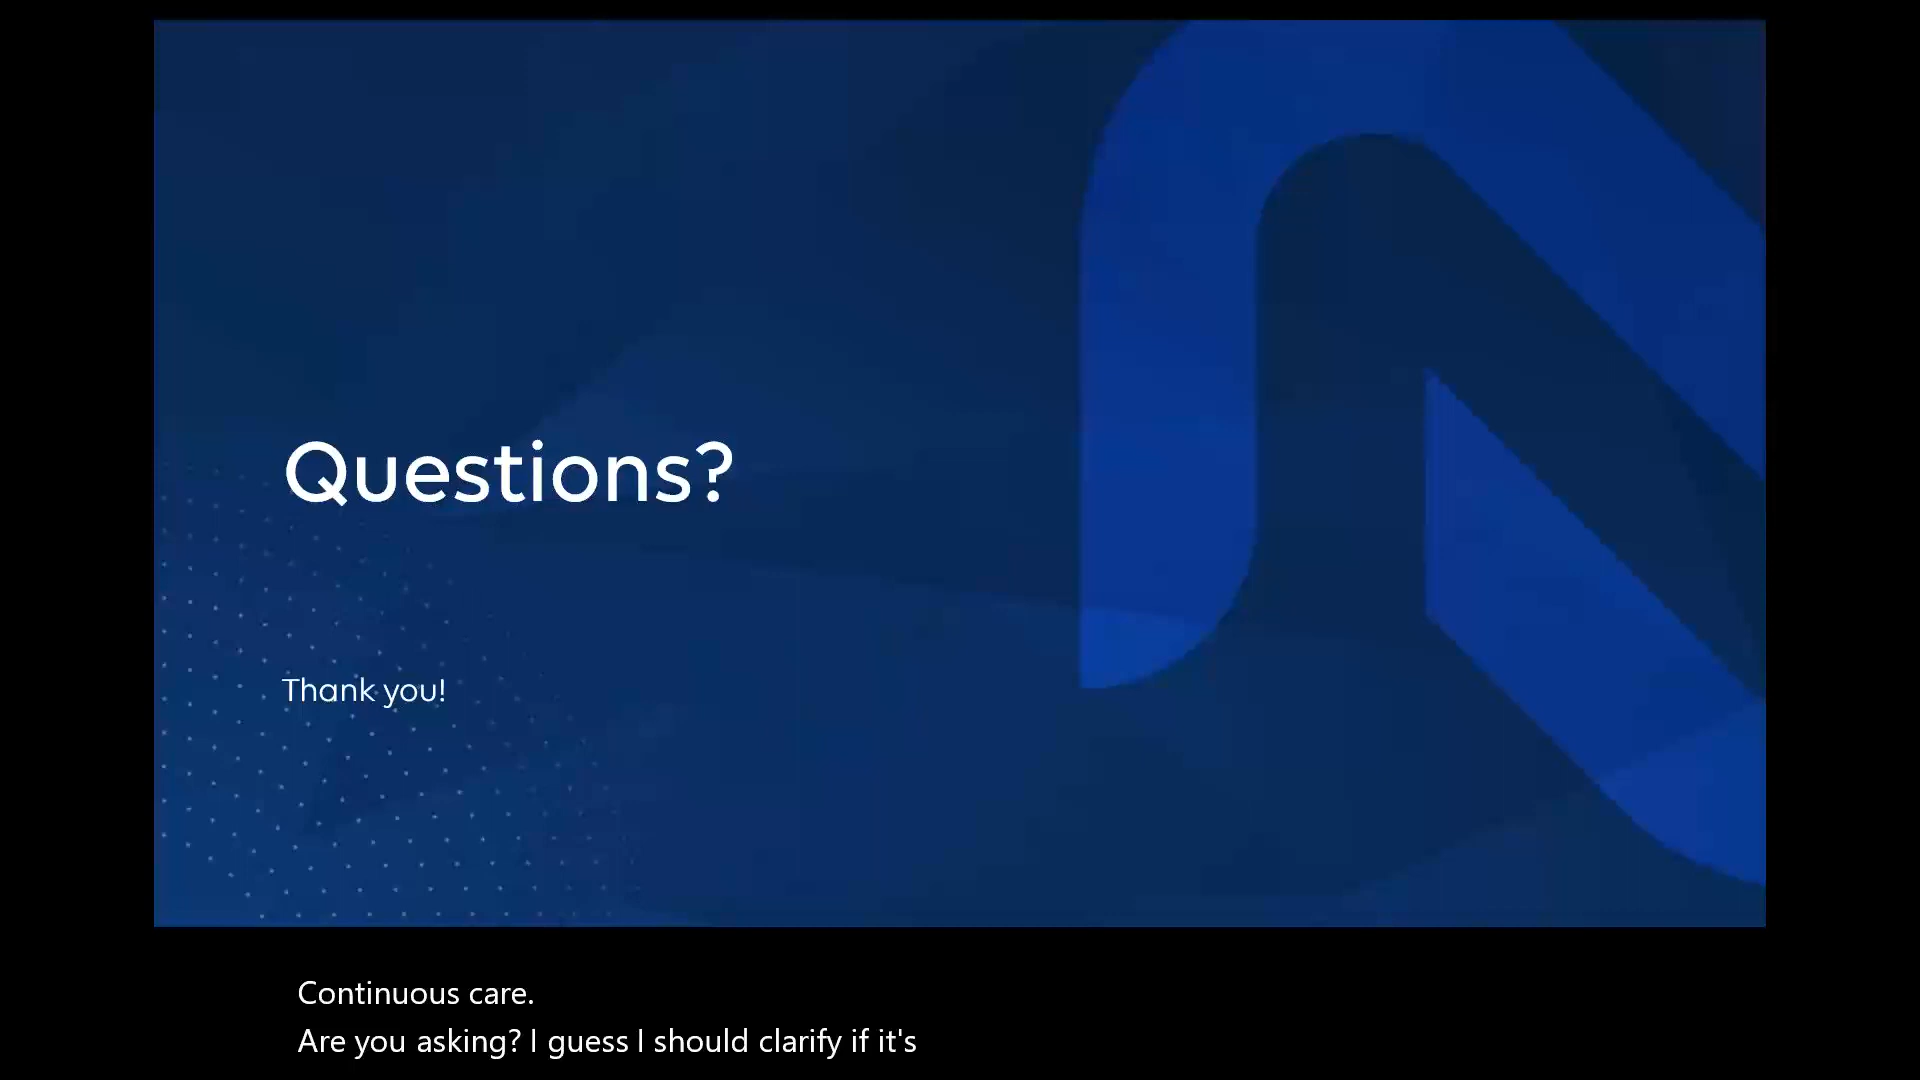 Questions?
Thank you!
Continuous care.
Are you asking? I guess I should clarify if it's